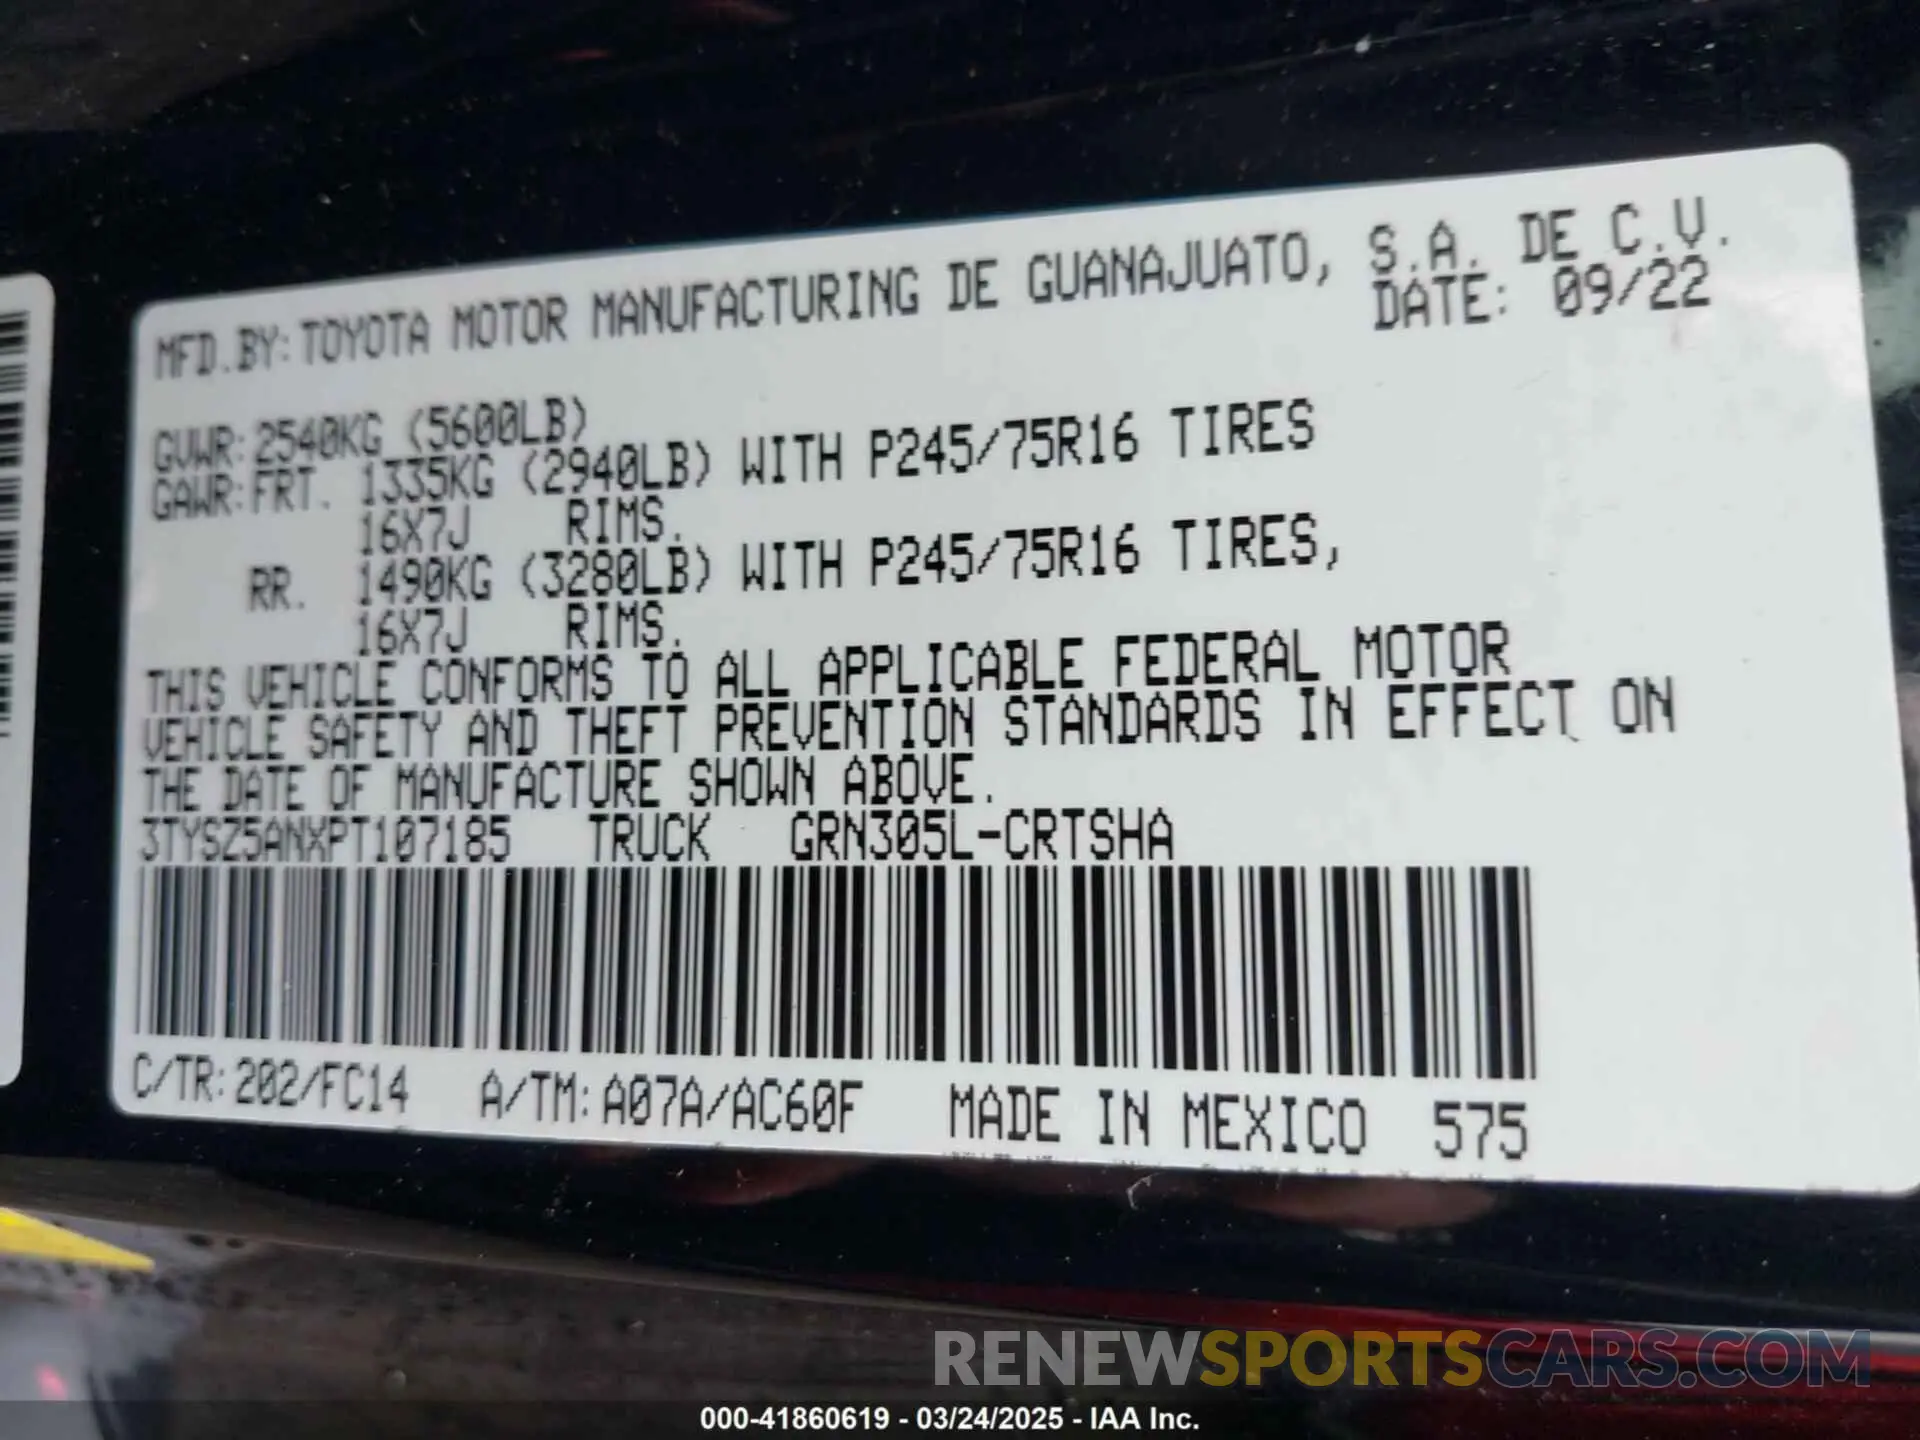 MFD.BY:TOYOTA MOTOR MANUFACTURING DE GUANAJUATO, S.A. DE C.V.
DATE: 09/22
GVWR:2540KG (5600LB)
GAWR:FRT. 1335KG (2940LB) WITH P245/75R16 TIRES
16X7J RIMS.
RR. 1490KG (3280LB) WITH P245/75R16 TIRES,
16X7J RIMS.
THIS VEHICLE CONFORMS TO ALL APPLICABLE FEDERAL MOTOR
VEHICLE SAFETY AND THEFT PREVENTION STANDARDS IN EFFECT ON
THE DATE OF MANUFACTURE SHOWN ABOVE.
3TYSZ5ANXPT107185 TRUCK GRN305L-CRTSHA
C/TR:202/FC14 A/TM:A07A/AC60F MADE IN MEXICO 575
RENEWSPORTSCARS.COM
000-41860619 - 03/24/2025 - IAA Inc.